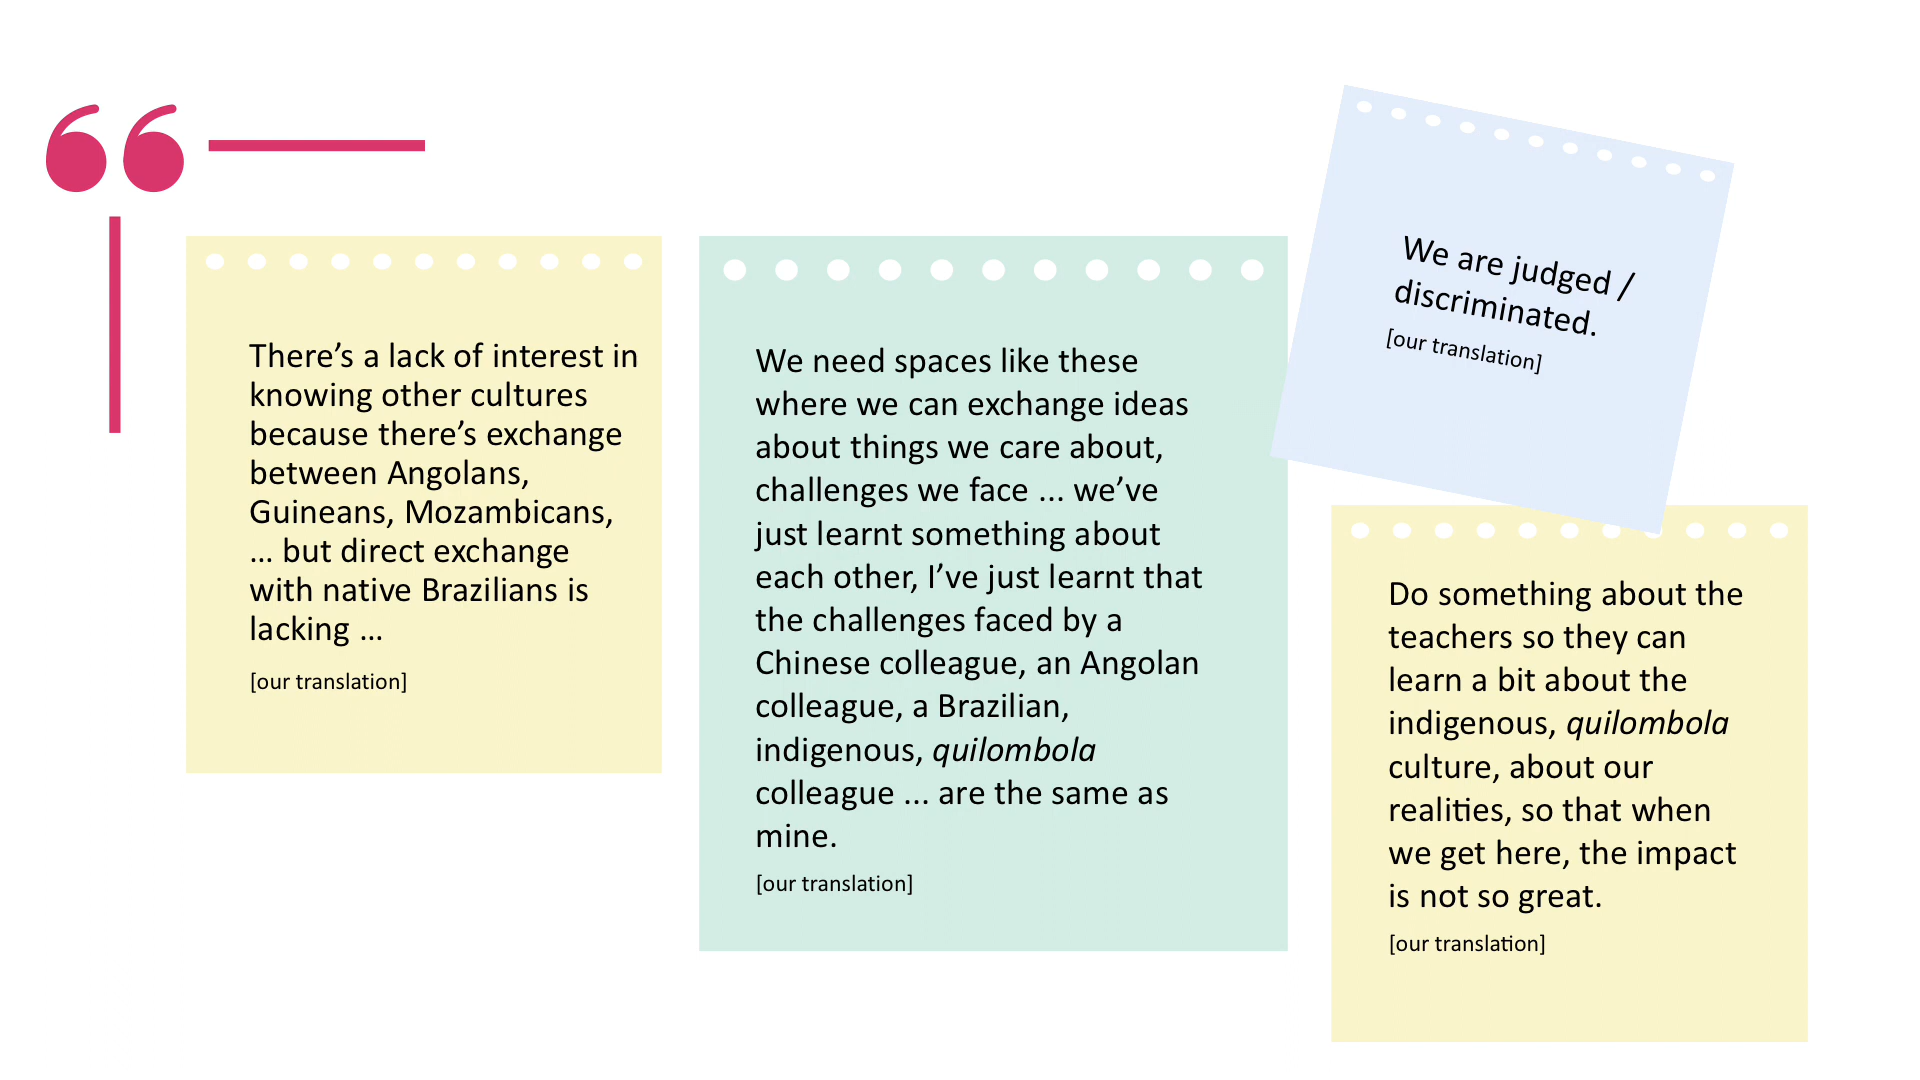 There’s a lack of interest in
knowing other cultures
because there’s exchange
between Angolans,
Guineans, Mozambicans,
... but direct exchange
with native Brazilians is
lacking ...
[our translation]
We need spaces like these
where we can exchange ideas
about things we care about,
challenges we face ... we’ve
just learnt something about
each other, I’ve just learnt that
the challenges faced by a
Chinese colleague, an Angolan
colleague, a Brazilian,
indigenous, quilombola
colleague ... are the same as
mine.
[our translation]
We are judged /
discriminated.
[our translation]
Do something about the
teachers so they can
learn a bit about the
indigenous, quilombola
culture, about our
realities, so that when
we get here, the impact
is not so great.
[our translation]